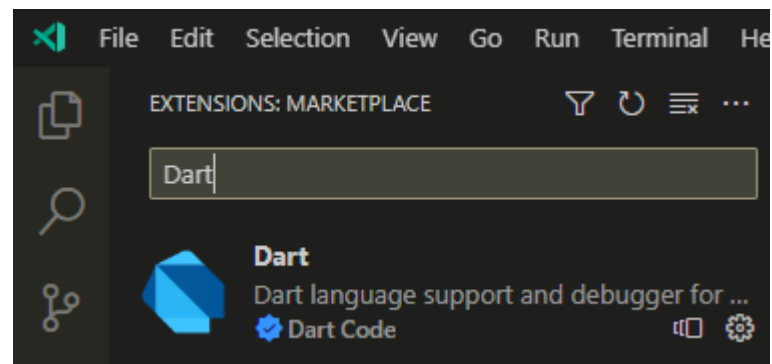 File Edit Selection View Go Run Terminal He
EXTENSIONS: MARKETPLACE
Dart
Dart
Dart language support and debugger for ...
Dart Code